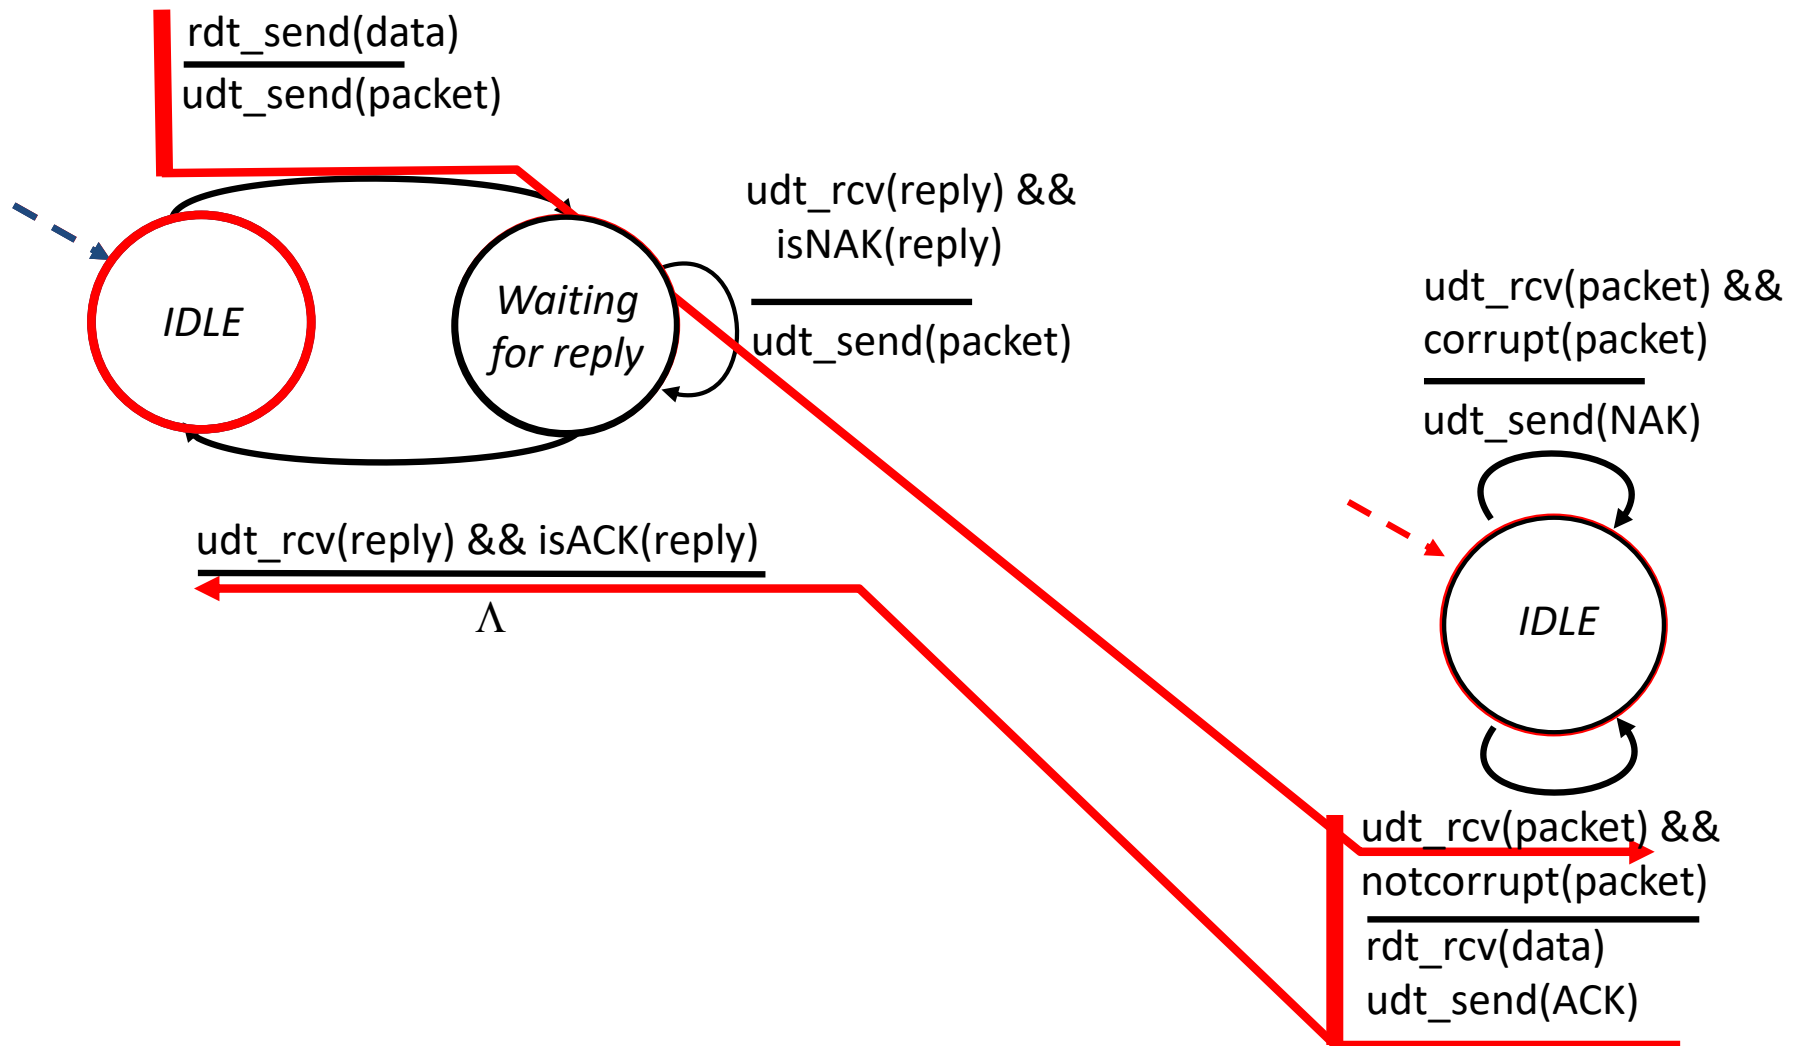 rdt_send(data)
udt_send(packet)
udt_rcv(reply) &&
isNAK(reply)
udt_send(packet)
IDLE
Waiting
for reply
udt_rcv(reply) && isACK(reply)
Λ
udt_rcv(packet) &&
corrupt(packet)
udt_send(NAK)
IDLE
udt_rcv(packet) &&
notcorrupt(packet)
rdt_rcv(data)
udt_send(ACK)